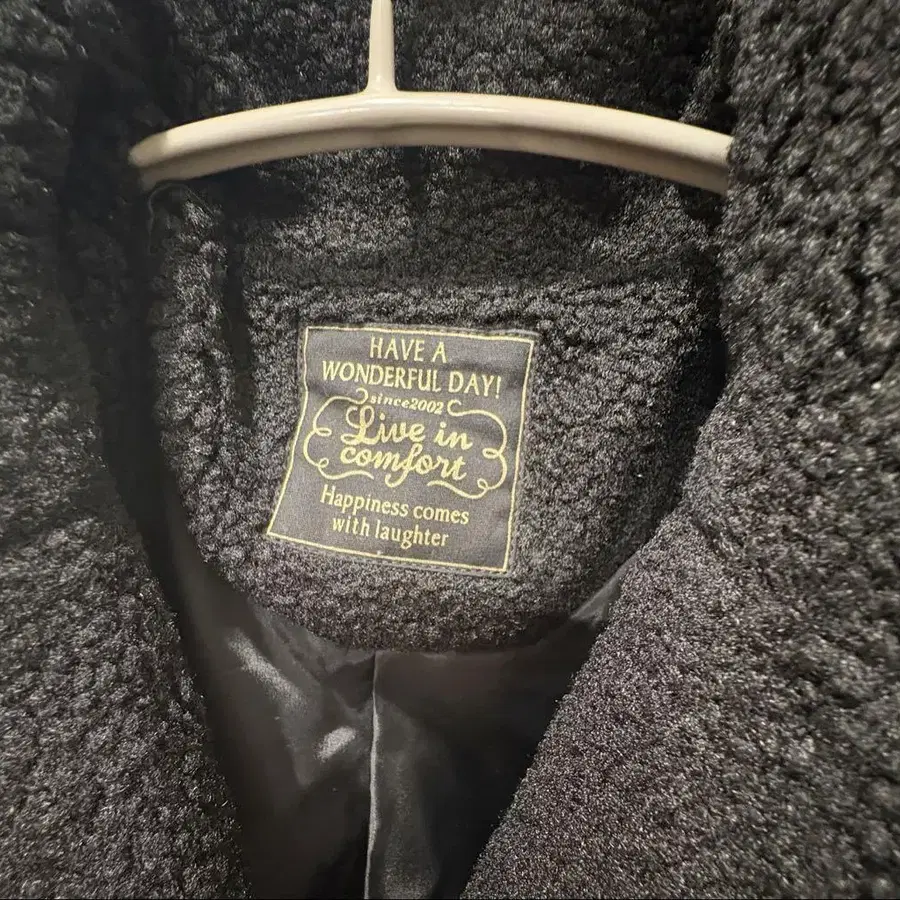 HAVE A
WONDERFUL DAY!
since2002
Live in
comfort
Happiness comes
with laughter